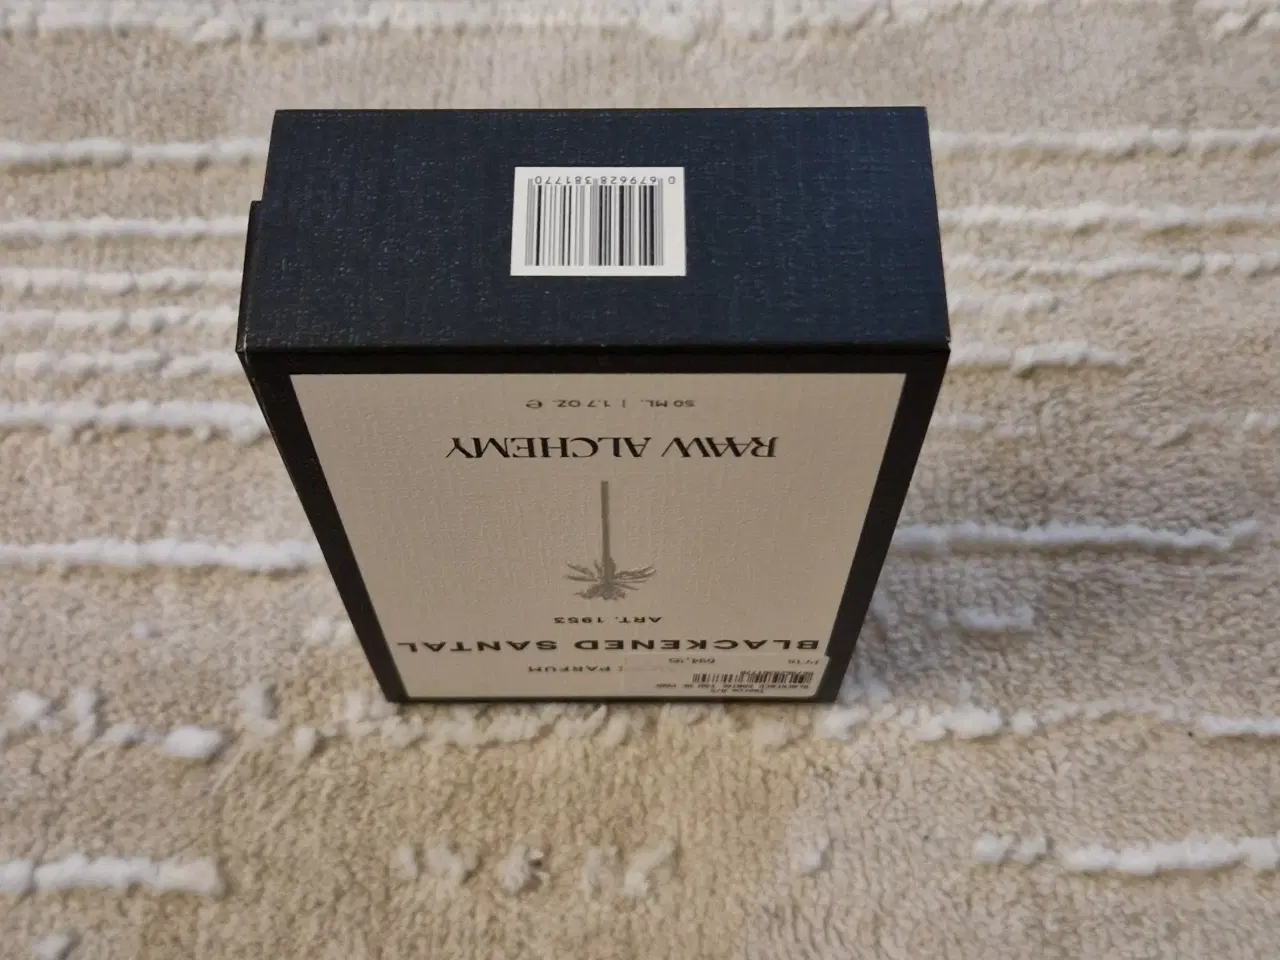 PARFUM
BLACKENED SANTAL
ART. 1953
RAAW ALCHEMY
50 ML. | 1.7 OZ. ℮
0 679628 381770